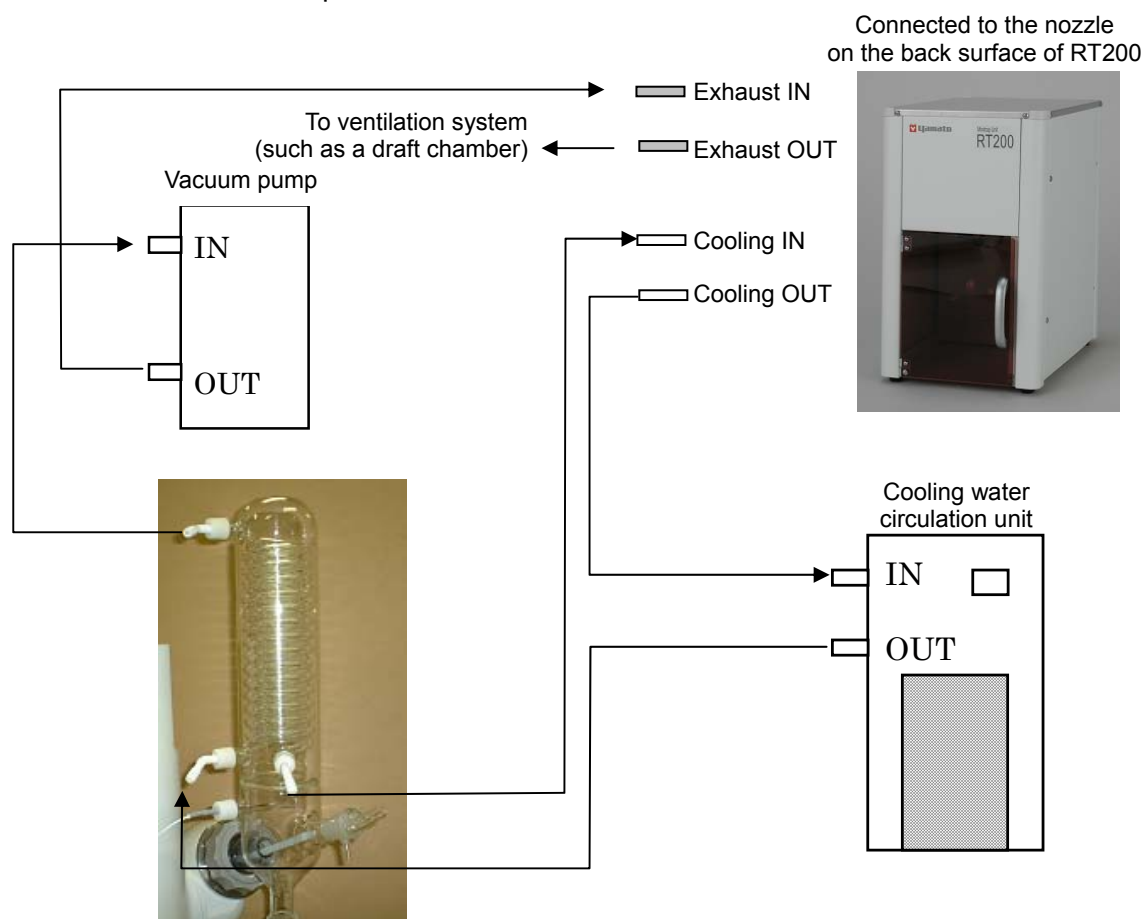 Connected to the nozzle
on the back surface of RT200
Exhaust IN
To ventilation system
(such as a draft chamber)
Exhaust OUT
Vacuum pump
IN
OUT
Cooling IN
Cooling OUT
Yamato
RT200
Cooling water
circulation unit
IN
OUT